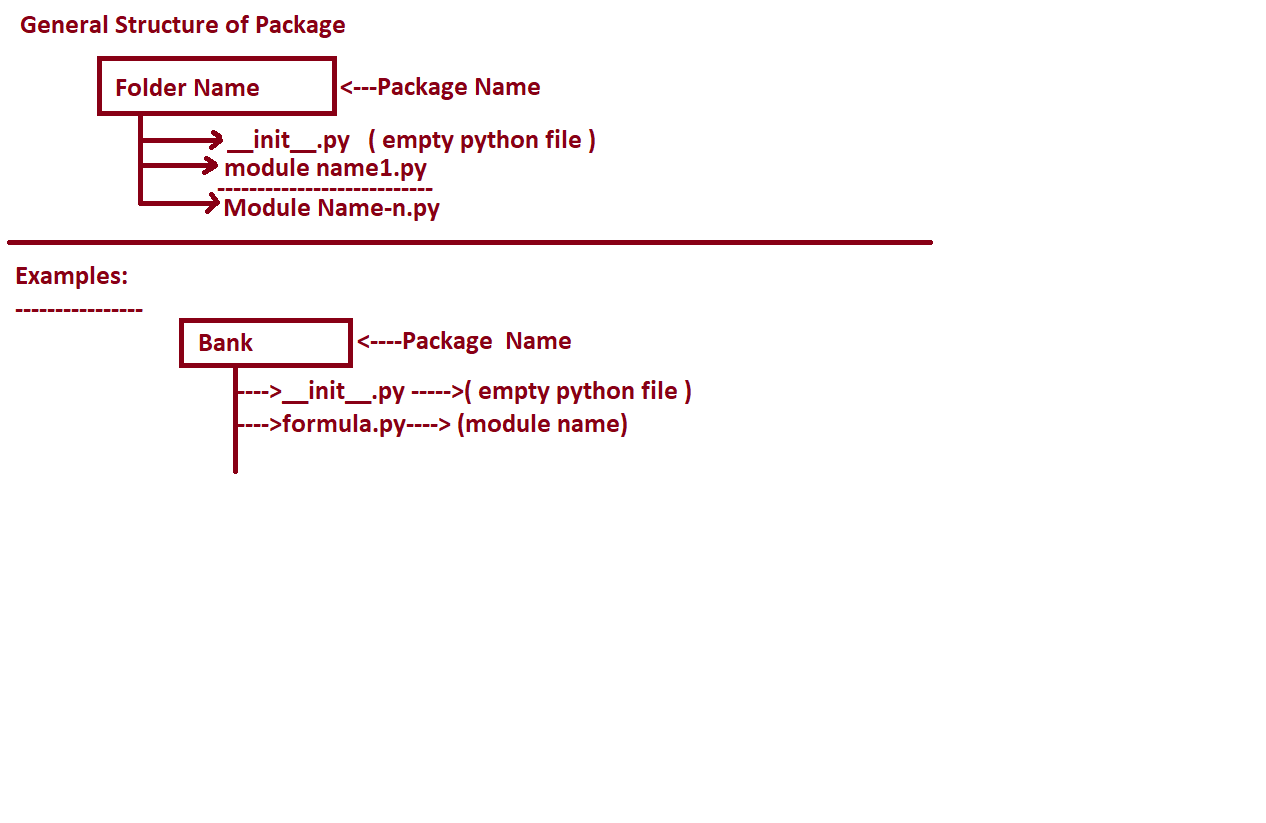 General Structure of Package
Folder Name <---Package Name
__init__.py ( empty python file )
module name1.py
---------------------------
Module Name-n.py
Examples:
----------------
Bank <----Package Name
---->__init__.py ----->( empty python file )
---->formula.py----> (module name)